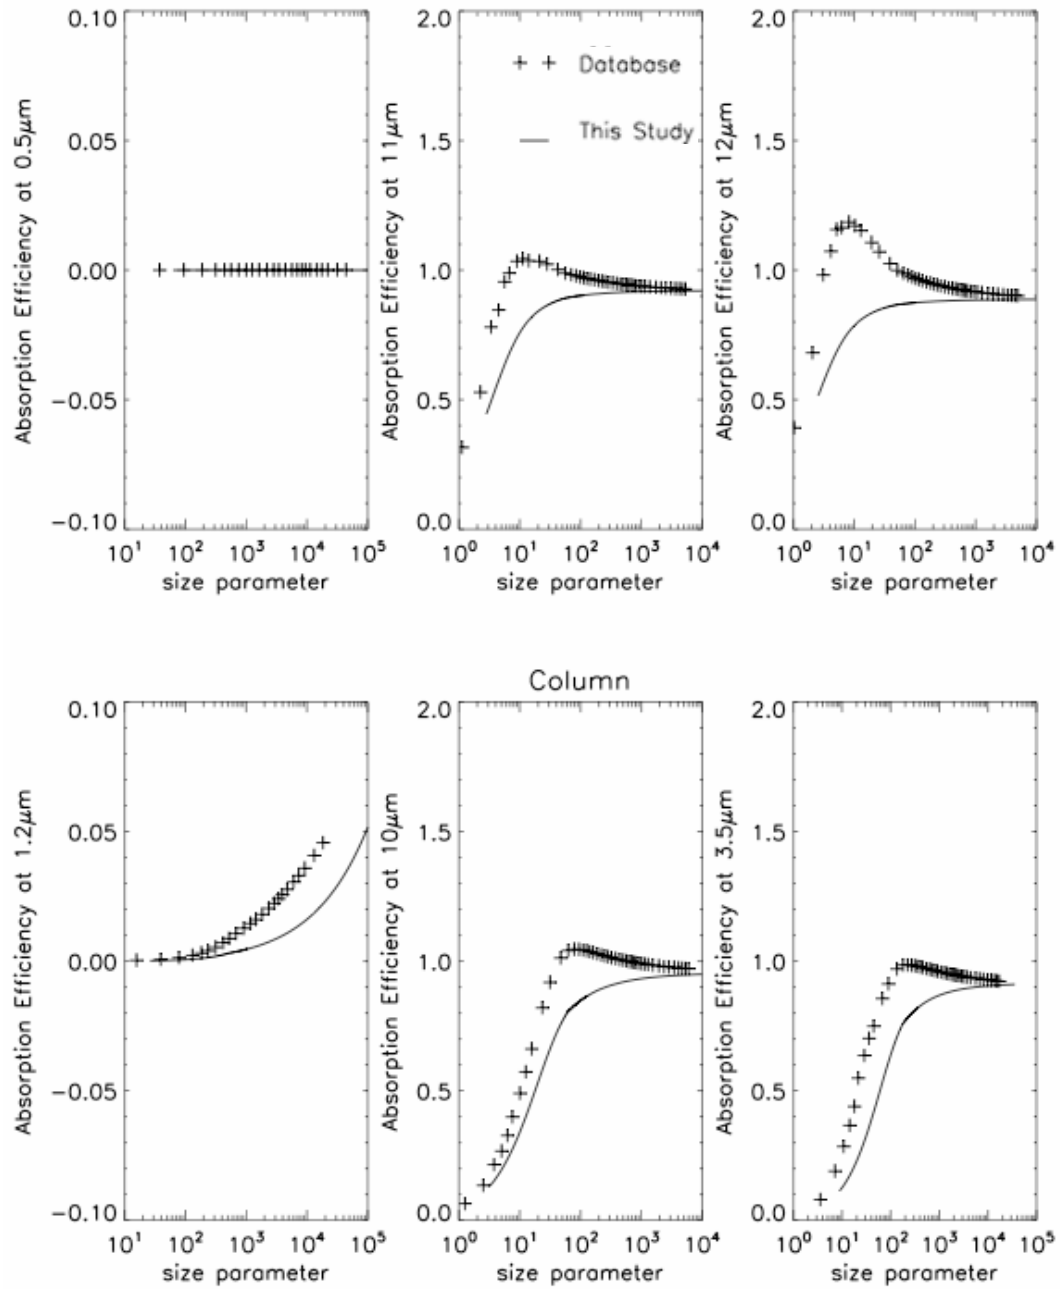 Absorption Efficiency at 0.5μm
0.10
0.05
0.00
−0.05
−0.10
10¹ 10² 10³ 10⁴ 10⁵
size parameter
Absorption Efficiency at 11μm
2.0
1.5
1.0
0.5
0.0
10⁰ 10¹ 10² 10³ 10⁴
size parameter
Database
This Study
Absorption Efficiency at 12μm
2.0
1.5
1.0
0.5
0.0
10⁰ 10¹ 10² 10³ 10⁴
size parameter
Column
Absorption Efficiency at 1.2μm
0.10
0.05
0.00
−0.05
−0.10
10¹ 10² 10³ 10⁴ 10⁵
size parameter
Absorption Efficiency at 10μm
2.0
1.5
1.0
0.5
0.0
10⁰ 10¹ 10² 10³ 10⁴
size parameter
Absorption Efficiency at 3.5μm
2.0
1.5
1.0
0.5
0.0
10⁰ 10¹ 10² 10³ 10⁴ 10⁵
size parameter